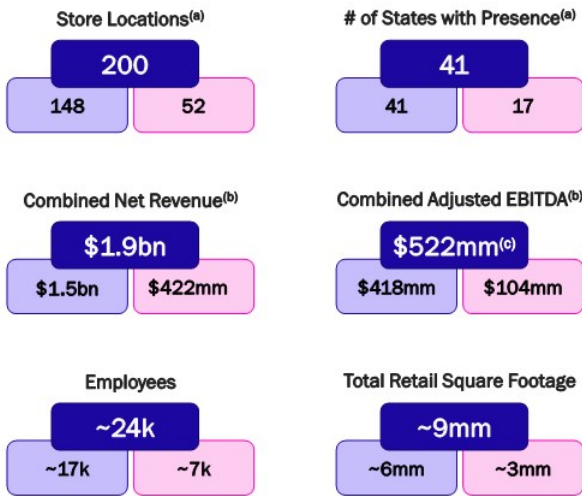 Store Locations(a)
200
148
52
# of States with Presence(a)
41
41
17
Combined Net Revenue(b)
$1.9bn
$1.5bn
$422mm
Combined Adjusted EBITDA(b)
$522mm(c)
$418mm
$104mm
Employees
~24k
~17k
~7k
Total Retail Square Footage
~9mm
~6mm
~3mm